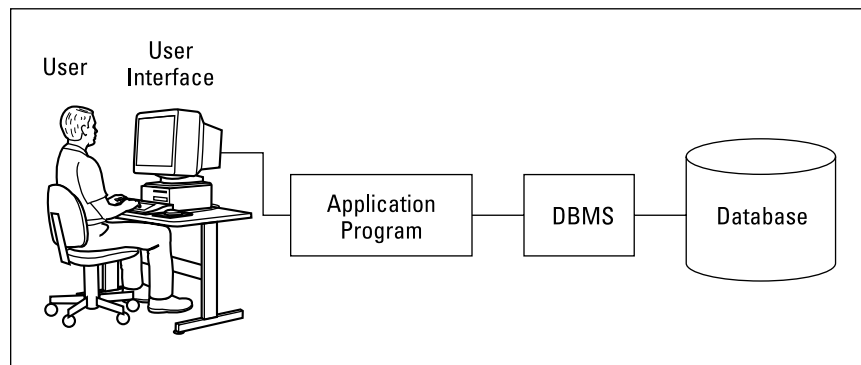 User
User
Interface
Application
Program
DBMS
Database